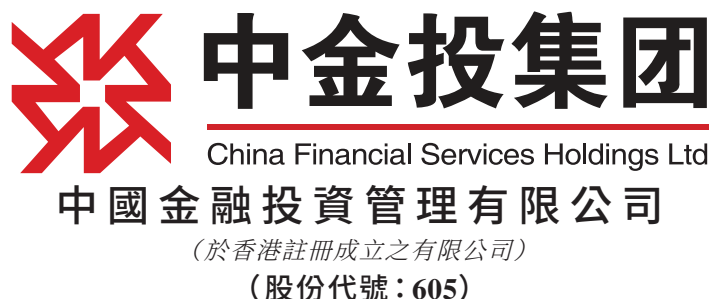 中金投集团
China Financial Services Holdings Ltd
中國金融投資管理有限公司
（於香港註冊成立之有限公司）
（股份代號：605）